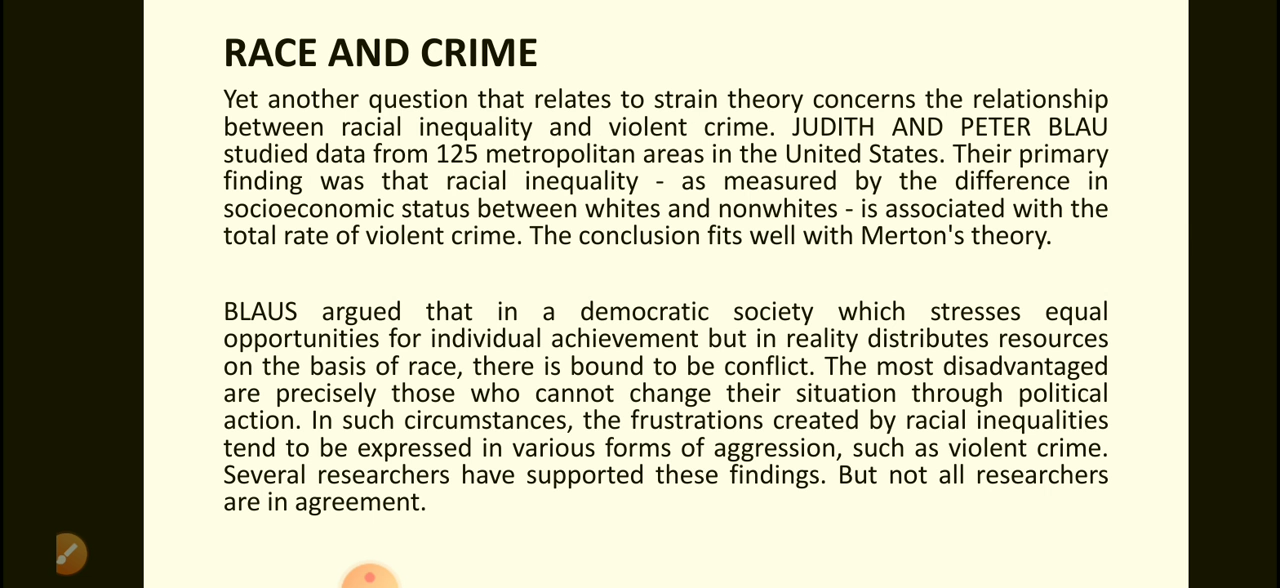 RACE AND CRIME
Yet another question that relates to strain theory concerns the relationship
between racial inequality and violent crime. JUDITH AND PETER BLAU
studied data from 125 metropolitan areas in the United States. Their primary
finding was that racial inequality - as measured by the difference in
socioeconomic status between whites and nonwhites - is associated with the
total rate of violent crime. The conclusion fits well with Merton's theory.
BLAUS argued that in a democratic society which stresses equal
opportunities for individual achievement but in reality distributes resources
on the basis of race, there is bound to be conflict. The most disadvantaged
are precisely those who cannot change their situation through political
action. In such circumstances, the frustrations created by racial inequalities
tend to be expressed in various forms of aggression, such as violent crime.
Several researchers have supported these findings. But not all researchers
are in agreement.